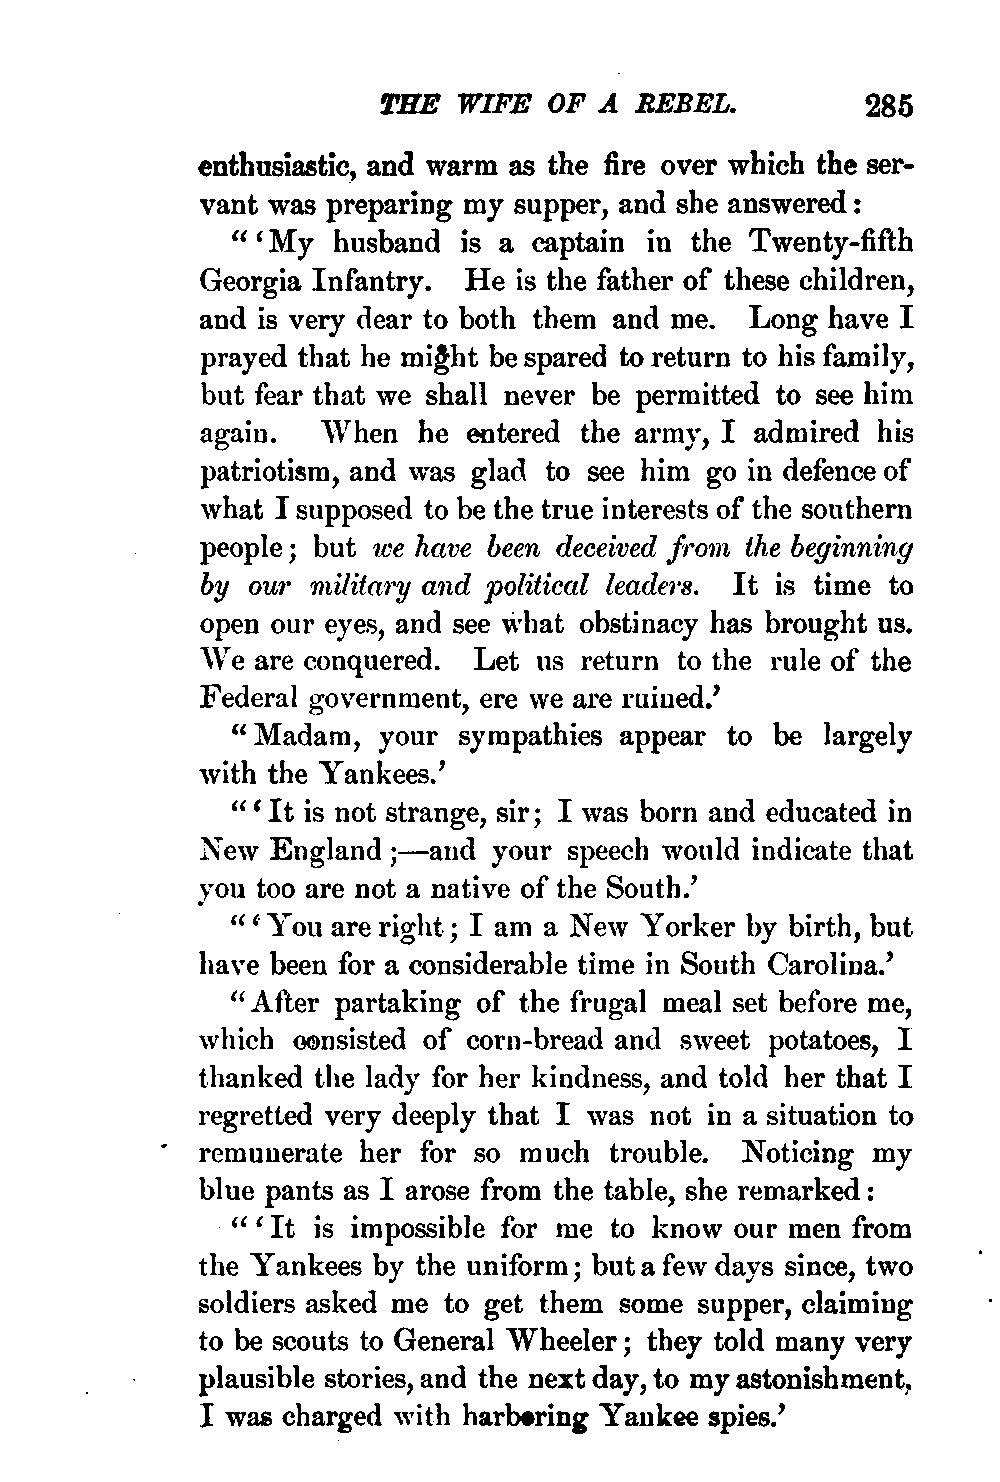 THE WIFE OF A REBEL. 285
enthusiastic, and warm as the fire over which the ser-
vant was preparing my supper, and she answered:
"'My husband is a captain in the Twenty-fifth
Georgia Infantry. He is the father of these children,
and is very dear to both them and me. Long have I
prayed that he might be spared to return to his family,
but fear that we shall never be permitted to see him
again. When he entered the army, I admired his
patriotism, and was glad to see him go in defence of
what I supposed to be the true interests of the southern
people; but we have been deceived from the beginning
by our military and political leaders. It is time to
open our eyes, and see what obstinacy has brought us.
We are conquered. Let us return to the rule of the
Federal government, ere we are ruined.'
"Madam, your sympathies appear to be largely
with the Yankees.'
"'It is not strange, sir; I was born and educated in
New England;—and your speech would indicate that
you too are not a native of the South.'
"'You are right; I am a New Yorker by birth, but
have been for a considerable time in South Carolina.'
"After partaking of the frugal meal set before me,
which consisted of corn-bread and sweet potatoes, I
thanked the lady for her kindness, and told her that I
regretted very deeply that I was not in a situation to
remunerate her for so much trouble. Noticing my
blue pants as I arose from the table, she remarked:
"'It is impossible for me to know our men from
the Yankees by the uniform; but a few days since, two
soldiers asked me to get them some supper, claiming
to be scouts to General Wheeler; they told many very
plausible stories, and the next day, to my astonishment,
I was charged with harboring Yankee spies.'